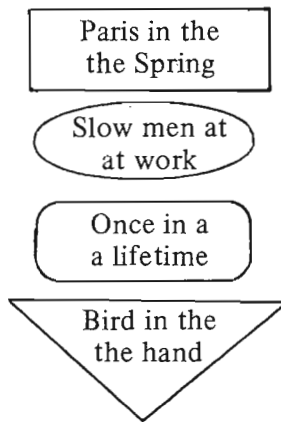 Paris in the
the Spring
Slow men at
at work
Once in a
a lifetime
Bird in the
the hand